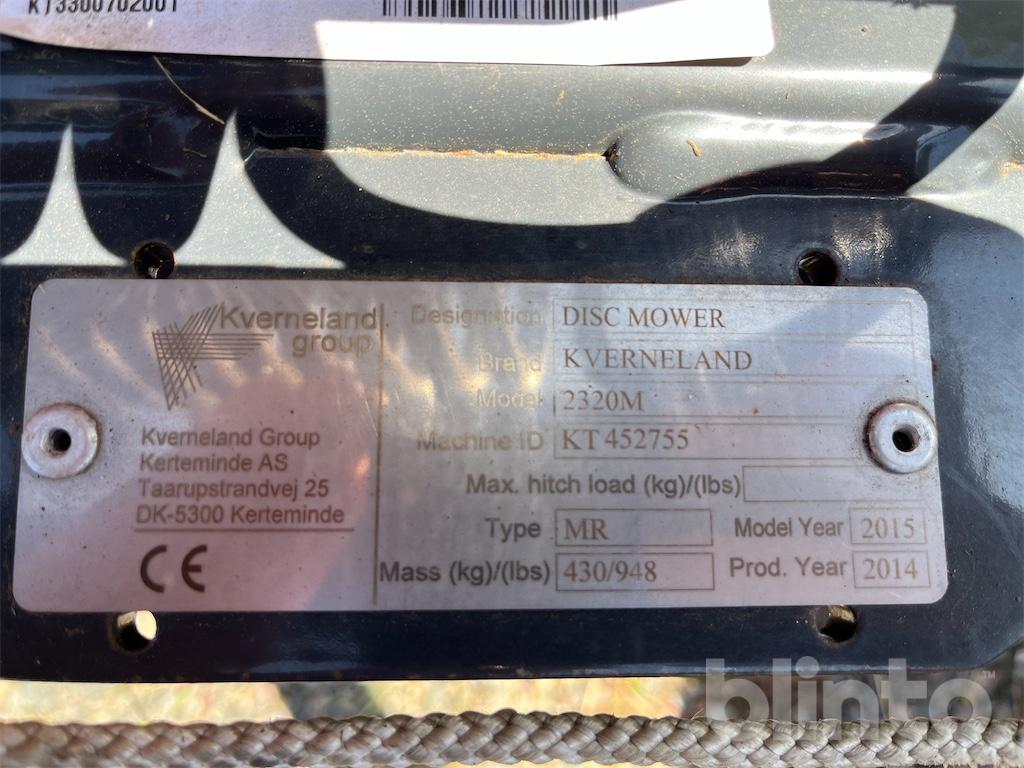 KT3300702001
Kverneland
group
Kverneland Group
Kerteminde AS
Taarupstrandvej 25
DK-5300 Kerteminde
CE
Designation DISC MOWER
Brand KVERNELAND
Model 2320M
Machine ID KT 452755
Max. hitch load (kg)/(lbs)
Type MR Model Year 2015
Mass (kg)/(lbs) 430/948 Prod. Year 2014
blinto™